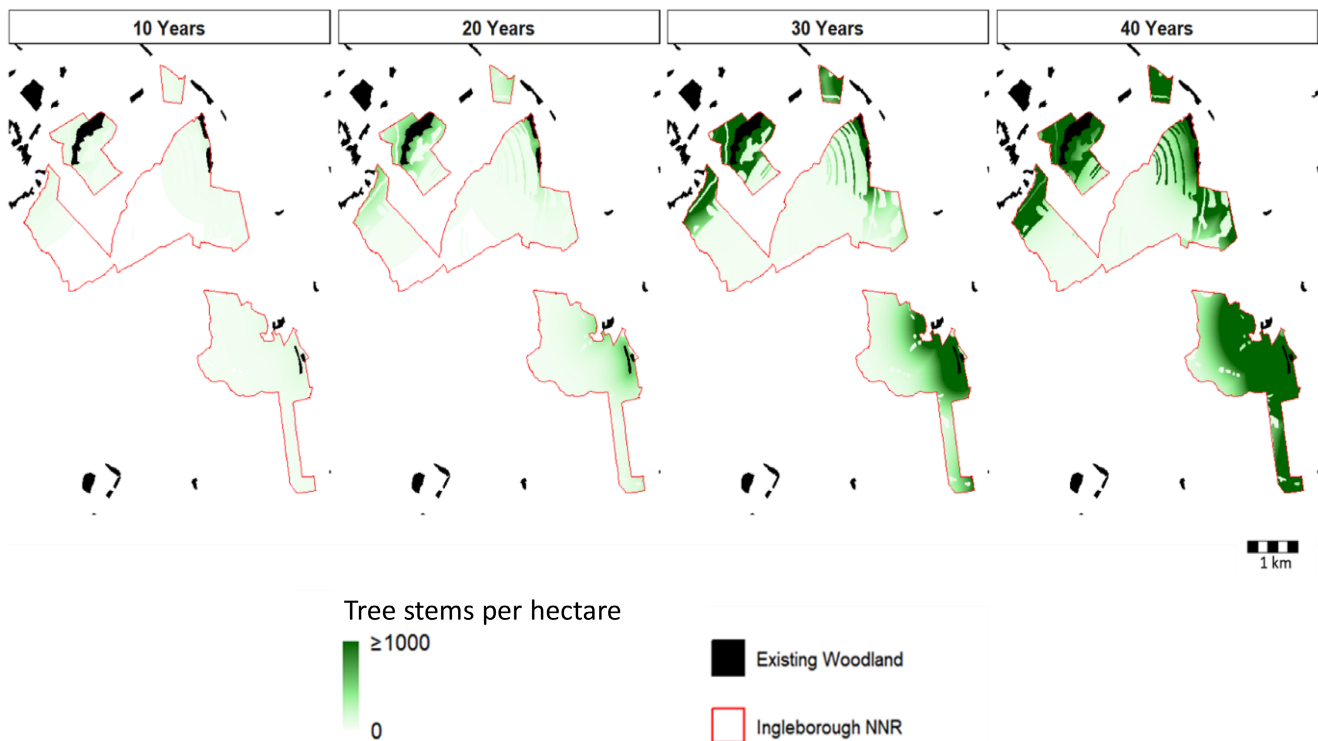 10 Years
20 Years
30 Years
40 Years
1 km
Tree stems per hectare
≥1000
0
Existing Woodland
Ingleborough NNR